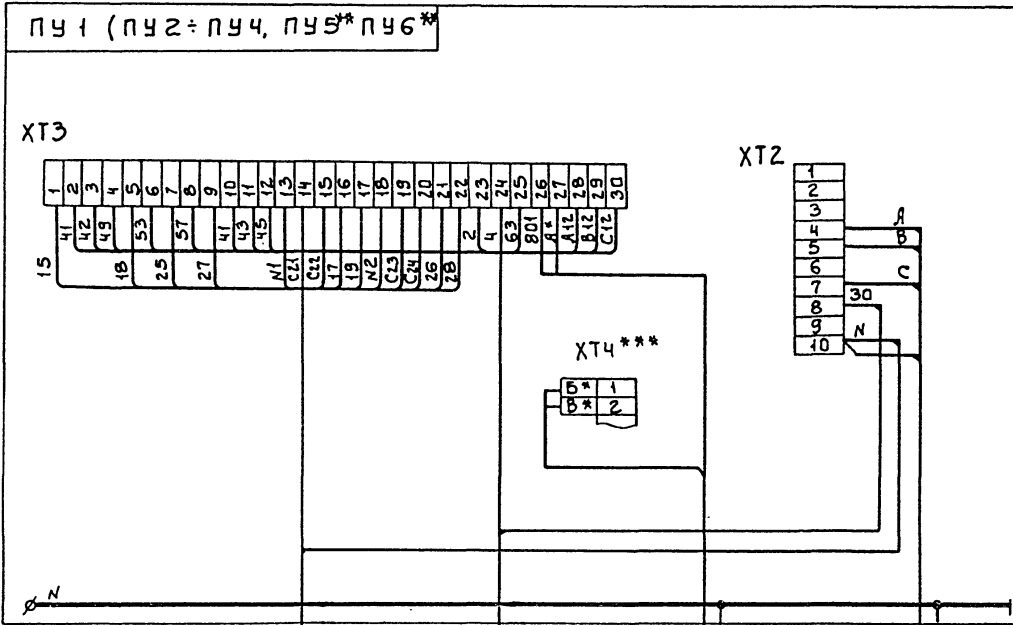 ПУ1 (ПУ2÷ПУ4, ПУ5** ПУ6**
XT3
1 2 3 4 5 6 7 8 9 10 11 12 13 14 15 16 17 18 19 20 21 22 23 24 25 26 27 28 29 30
41 42 49 53 57 41 43 45 2 4 63 801 А* А12 В12 С12
15 18 25 27 N1 С21 С22 17 19 N2 С23 С24 26 28
XT2
1
2
3
4 А
5 В
6
7 С
8 30
9
10 N
XT4***
Б* 1
В* 2
N